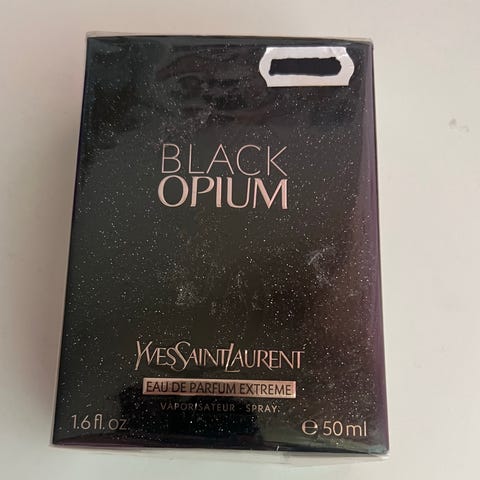 BLACK
OPIUM
YVESSAINTLAURENT
EAU DE PARFUM EXTREME
VAPORISATEUR - SPRAY
1.6 fl. oz ℮ 50 ml